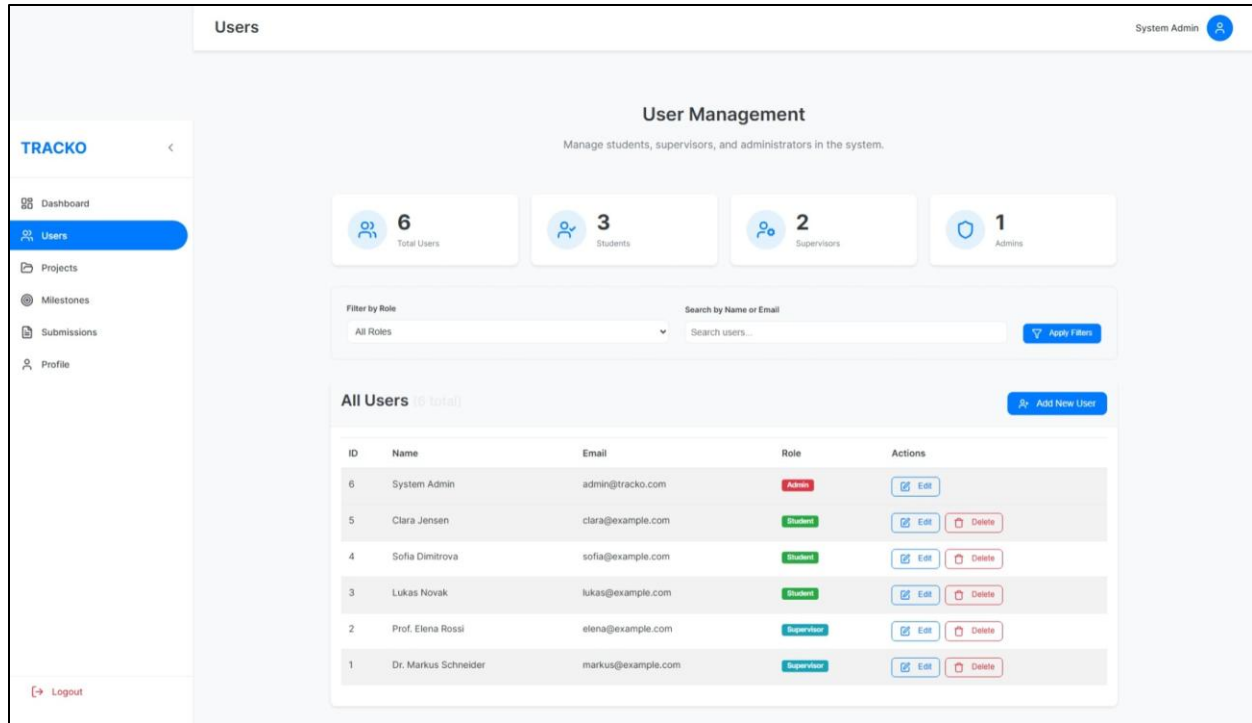 Users
System Admin
TRACKO
Dashboard
Users
Projects
Milestones
Submissions
Profile
Logout
User Management
Manage students, supervisors, and administrators in the system.
6
Total Users
3
Students
2
Supervisors
1
Admins
Filter by Role
All Roles
Search by Name or Email
Search users...
Apply Filters
All Users (6 total)
Add New User
ID Name Email Role Actions
6 System Admin admin@tracko.com Admin Edit
5 Clara Jensen clara@example.com Student Edit Delete
4 Sofia Dimitrova sofia@example.com Student Edit Delete
3 Lukas Novak lukas@example.com Student Edit Delete
2 Prof. Elena Rossi elena@example.com Supervisor Edit Delete
1 Dr. Markus Schneider markus@example.com Supervisor Edit Delete